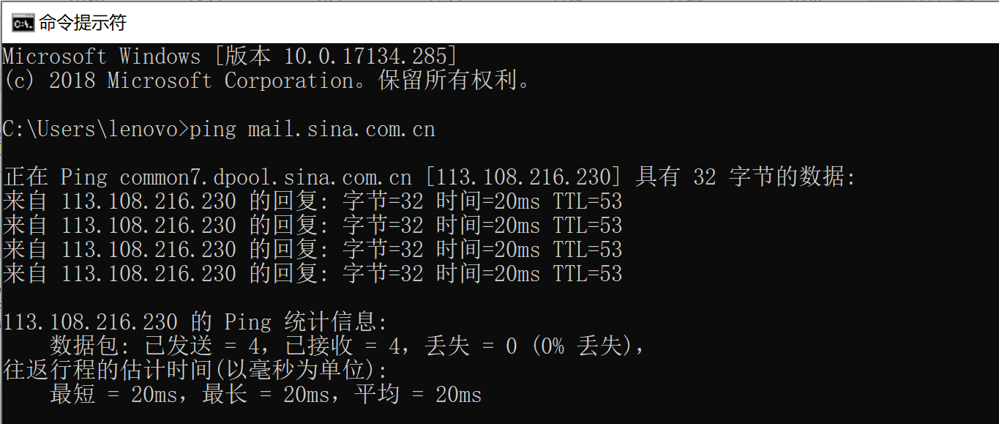 命令提示符
Microsoft Windows [版本 10.0.17134.285]
(c) 2018 Microsoft Corporation。保留所有权利。
C:\Users\lenovo>ping mail.sina.com.cn
正在 Ping common7.dpool.sina.com.cn [113.108.216.230] 具有 32 字节的数据:
来自 113.108.216.230 的回复: 字节=32 时间=20ms TTL=53
来自 113.108.216.230 的回复: 字节=32 时间=20ms TTL=53
来自 113.108.216.230 的回复: 字节=32 时间=20ms TTL=53
来自 113.108.216.230 的回复: 字节=32 时间=20ms TTL=53
113.108.216.230 的 Ping 统计信息:
数据包: 已发送 = 4，已接收 = 4，丢失 = 0 (0% 丢失)，
往返行程的估计时间(以毫秒为单位):
最短 = 20ms，最长 = 20ms，平均 = 20ms